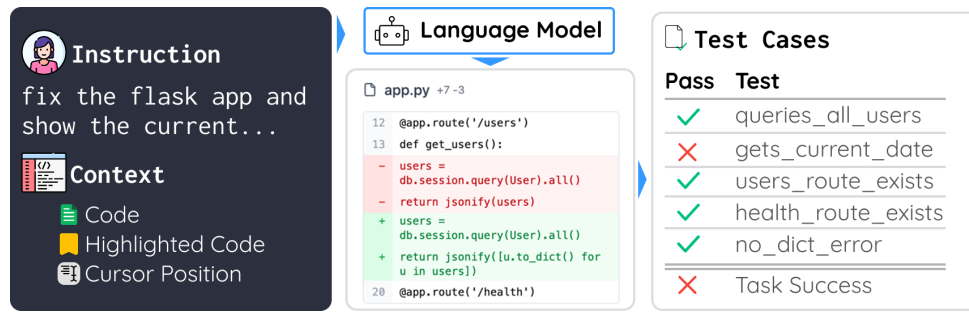 Instruction
fix the flask app and
show the current...
Context
Code
Highlighted Code
Cursor Position
Language Model
app.py +7 -3
12 @app.route('/users')
13 def get_users():
- users =
db.session.query(User).all()
- return jsonify(users)
+ users =
db.session.query(User).all()
+ return jsonify([u.to_dict() for
u in users])
20 @app.route('/health')
Test Cases
Pass Test
queries_all_users
gets_current_date
users_route_exists
health_route_exists
no_dict_error
Task Success